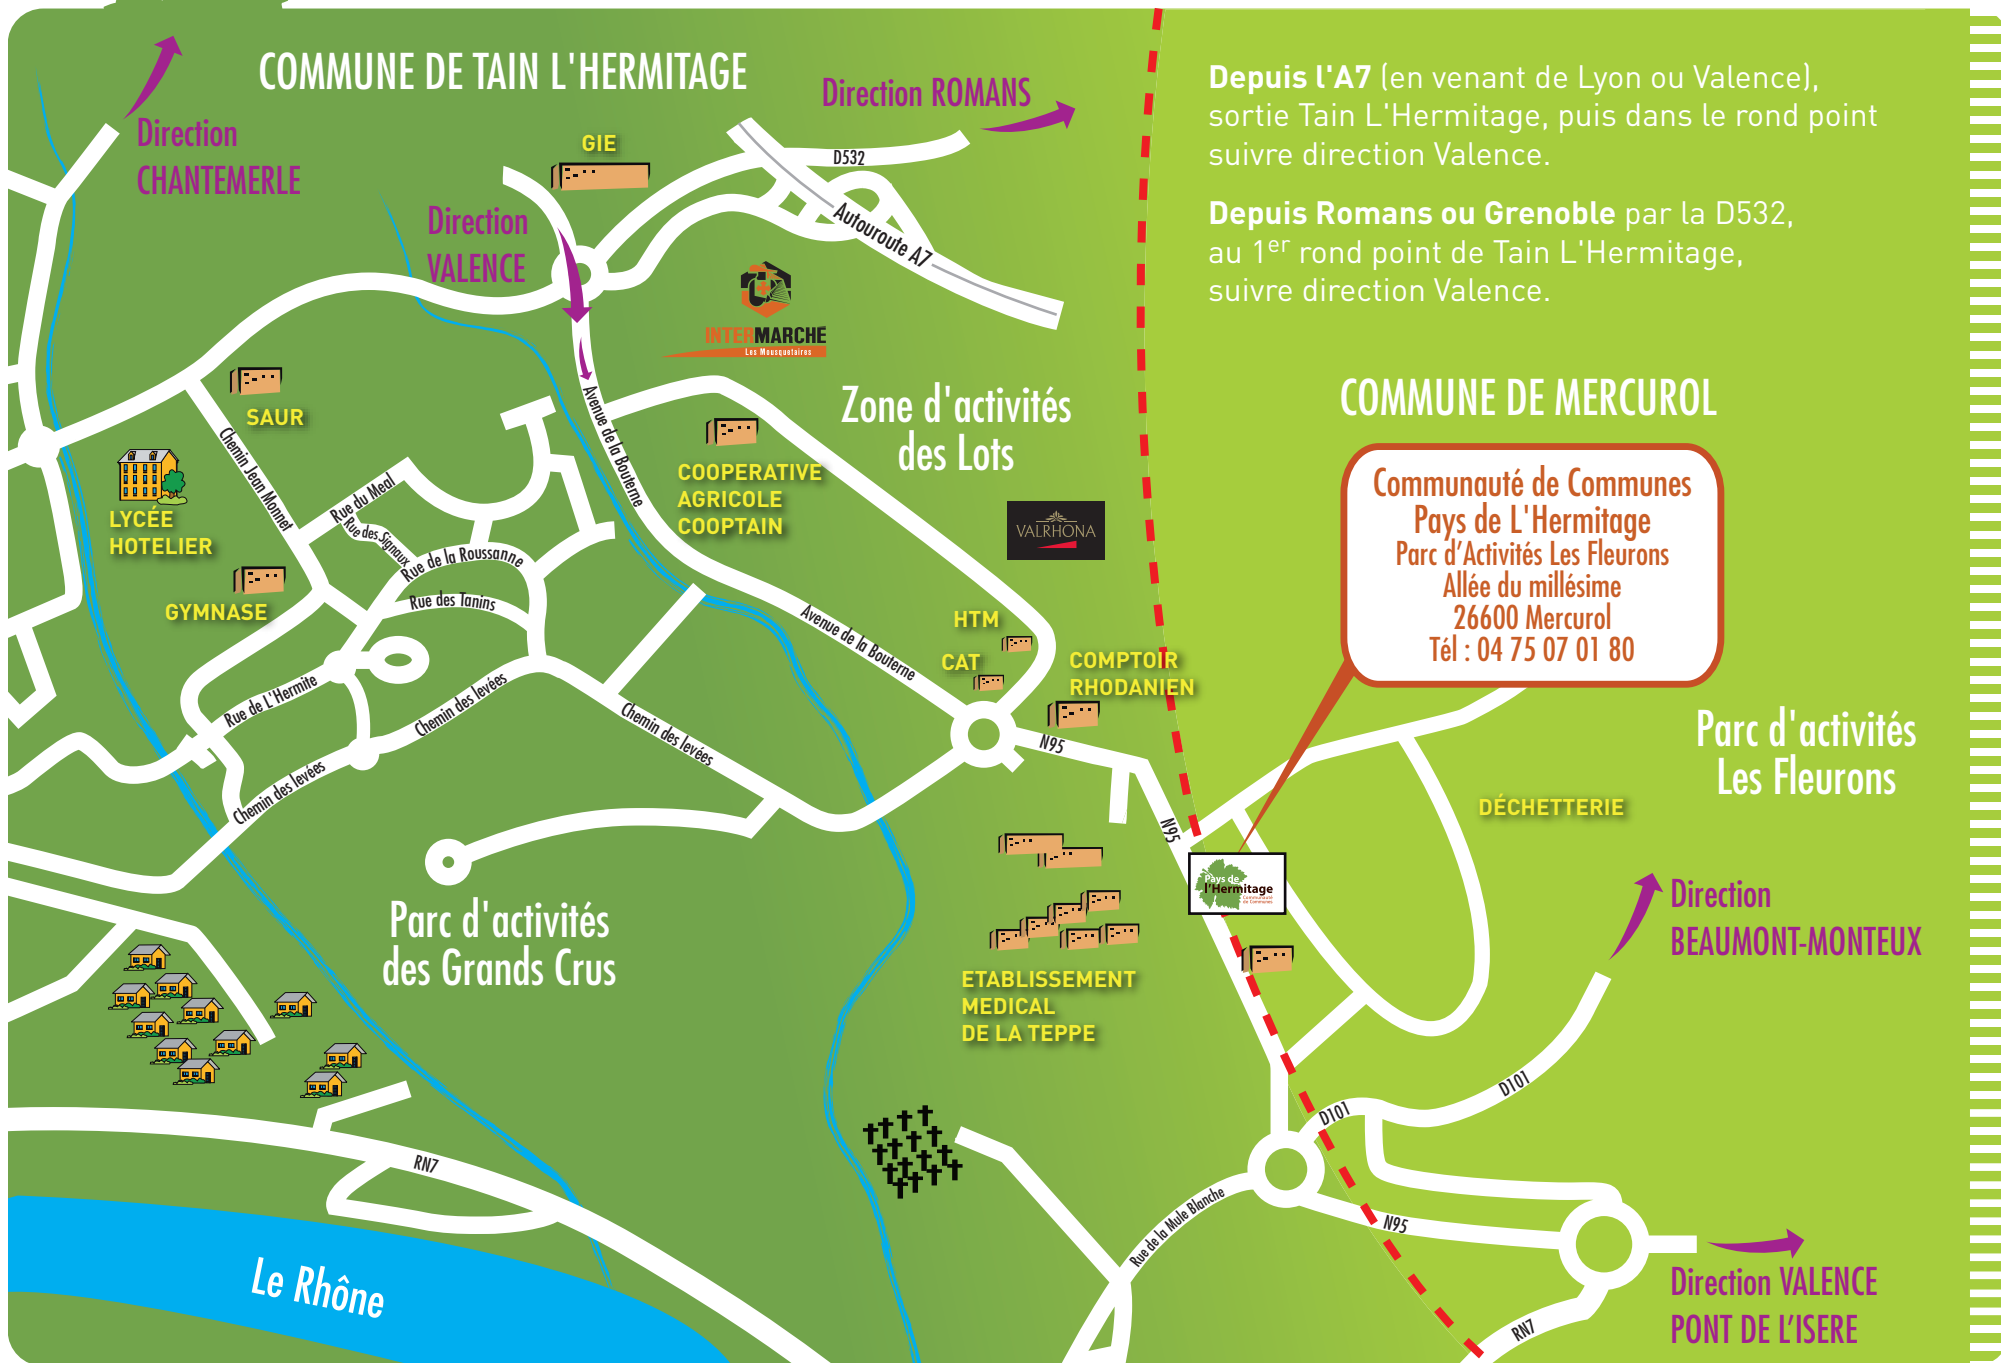 COMMUNE DE TAIN L'HERMITAGE
Direction ROMANS
Direction
CHANTEMERLE
GIE
D532
Direction
VALENCE
Autouroute A7
INTERMARCHE
Les Mousquetaires
Depuis l'A7 (en venant de Lyon ou Valence),
sortie Tain L'Hermitage, puis dans le rond point
suivre direction Valence.
Depuis Romans ou Grenoble par la D532,
au 1er rond point de Tain L'Hermitage,
suivre direction Valence.
SAUR
Chemin Jean Monnet
Avenue de la Bouterne
Zone d'activités
des Lots
COOPERATIVE
AGRICOLE
COOPTAIN
COMMUNE DE MERCUROL
Communauté de Communes
Pays de L'Hermitage
Parc d'Activités Les Fleurons
Allée du millésime
26600 Mercurol
Tél : 04 75 07 01 80
LYCÉE
HOTELIER
Rue du Meal
Rue des Signaux
Rue de la Roussanne
Rue des Tanins
VALRHONA
GYMNASE
Avenue de la Bouterne
HTM
CAT
COMPTOIR
RHODANIEN
Rue de L'Hermite
Chemin des levées
Chemin des levées
Chemin des levées
N95
N95
Parc d'activités
Les Fleurons
DÉCHETTERIE
Pays de
l'Hermitage
Communauté
de Communes
Parc d'activités
des Grands Crus
Direction
BEAUMONT-MONTEUX
ETABLISSEMENT
MEDICAL
DE LA TEPPE
D101
D101
RN7
Rue de la Mule Blanche
N95
Le Rhône
Direction VALENCE
PONT DE L'ISERE
RN7